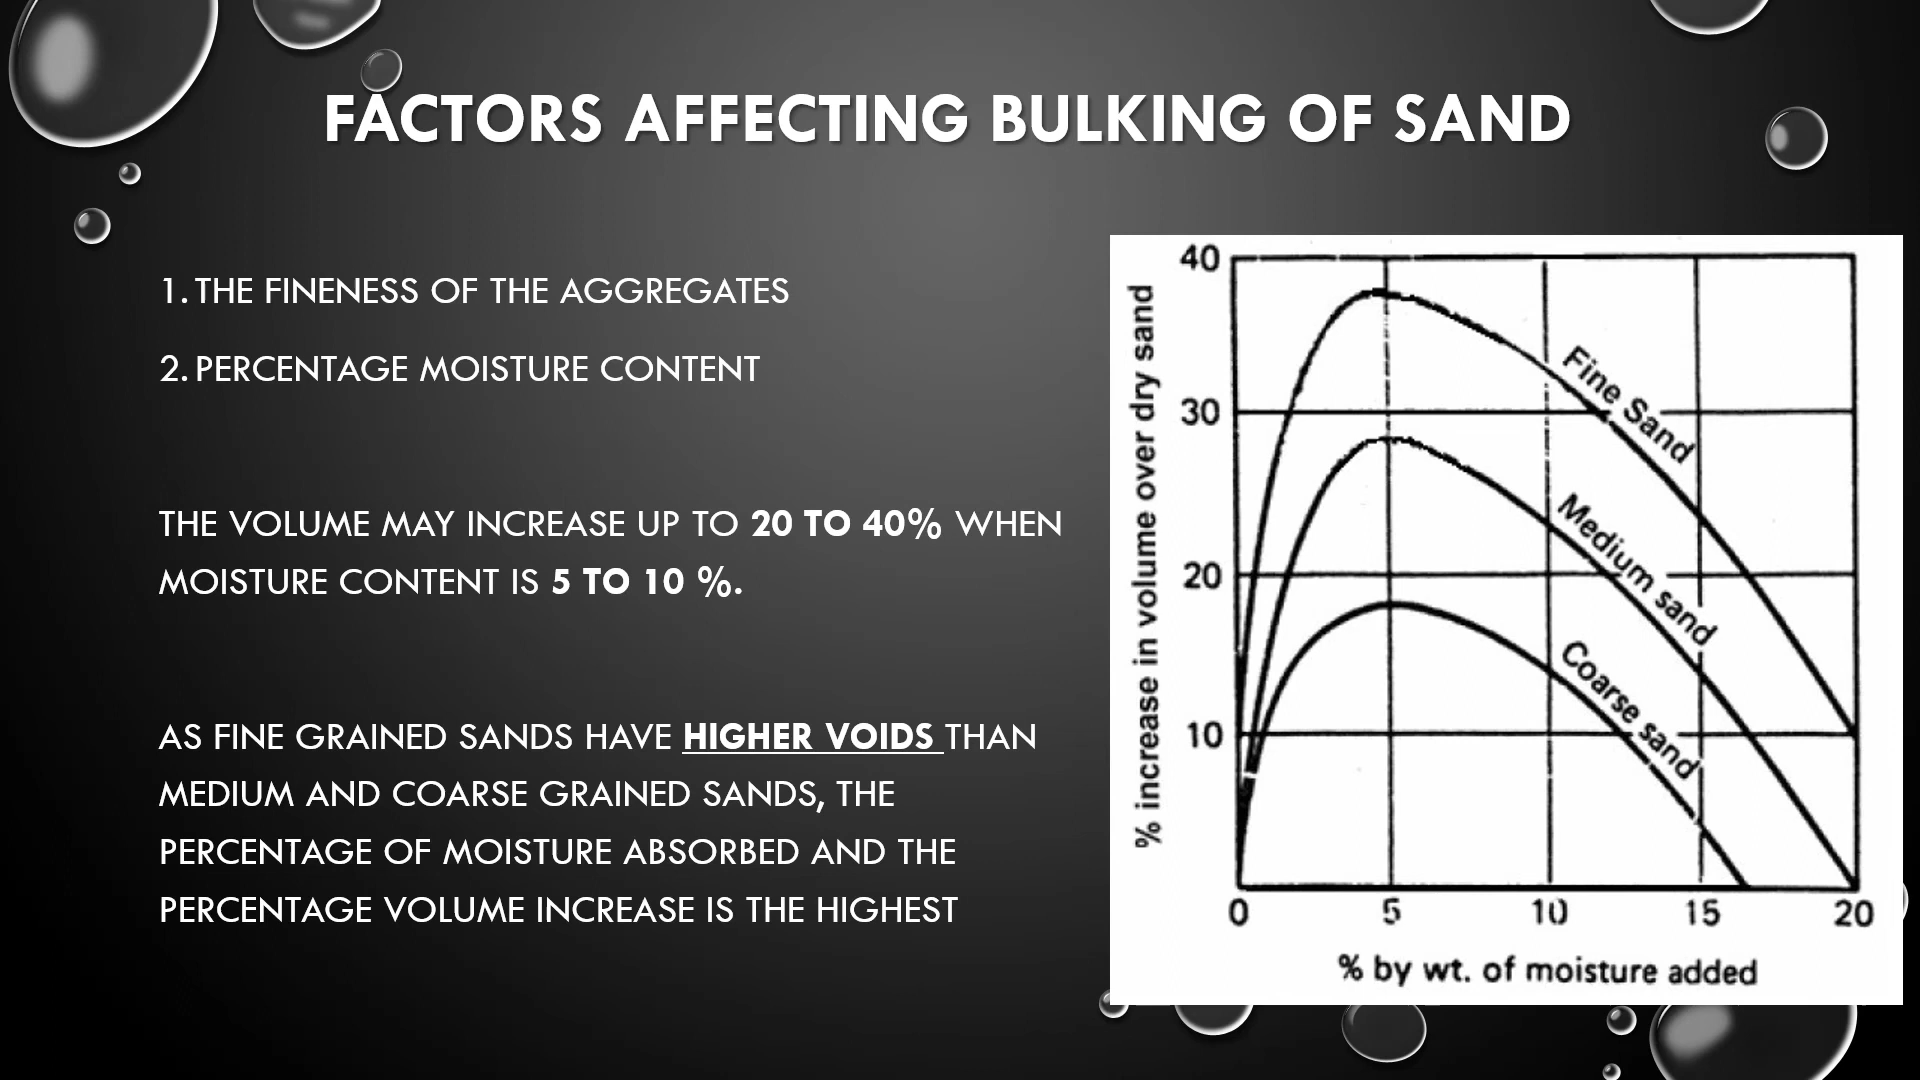 FACTORS AFFECTING BULKING OF SAND
1. THE FINENESS OF THE AGGREGATES
2. PERCENTAGE MOISTURE CONTENT
THE VOLUME MAY INCREASE UP TO 20 TO 40% WHEN
MOISTURE CONTENT IS 5 TO 10 %.
AS FINE GRAINED SANDS HAVE HIGHER VOIDS THAN
MEDIUM AND COARSE GRAINED SANDS, THE
PERCENTAGE OF MOISTURE ABSORBED AND THE
PERCENTAGE VOLUME INCREASE IS THE HIGHEST
% increase in volume over dry sand
40
30
20
10
Fine Sand
Medium sand
Coarse sand
0 5 10 15 20
% by wt. of moisture added